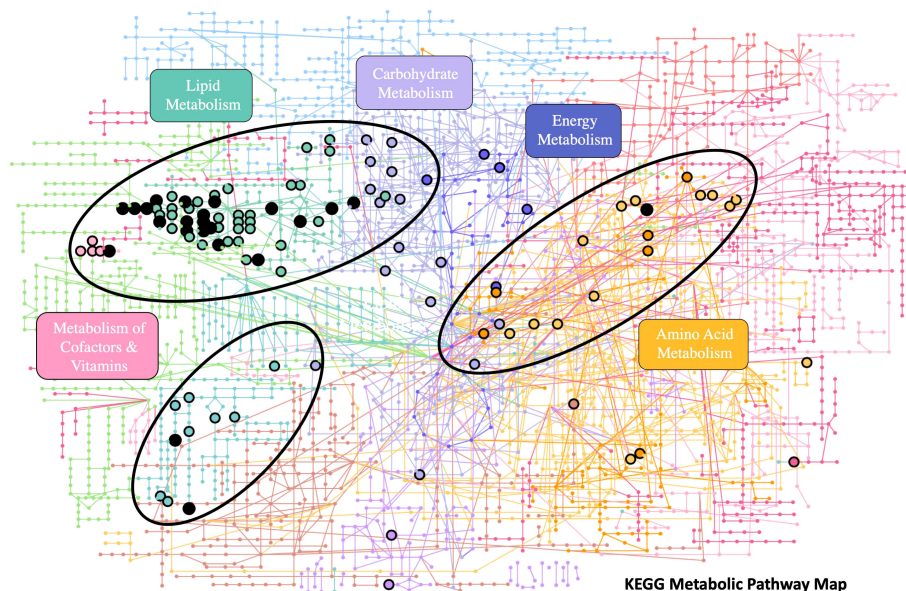 Carbohydrate
Metabolism
Lipid
Metabolism
Energy
Metabolism
Metabolism of
Cofactors &
Vitamins
Amino Acid
Metabolism
KEGG Metabolic Pathway Map